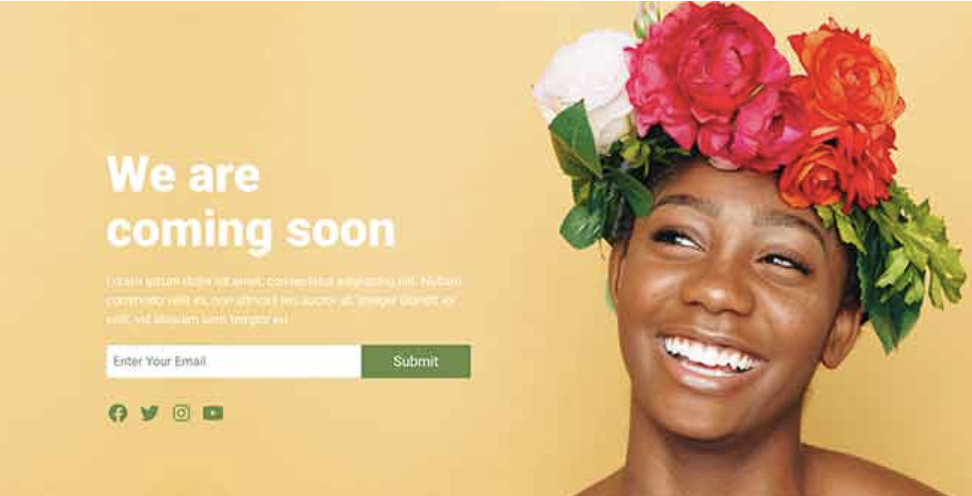 We are
coming soon
Lorem ipsum dolor sit amet, consectetur adipiscing elit. Nullam
commodo velit ex, non ultrices leo auctor at. Integer blandit ex
velit, vel aliquam sem tempor eu.
Enter Your Email
Submit